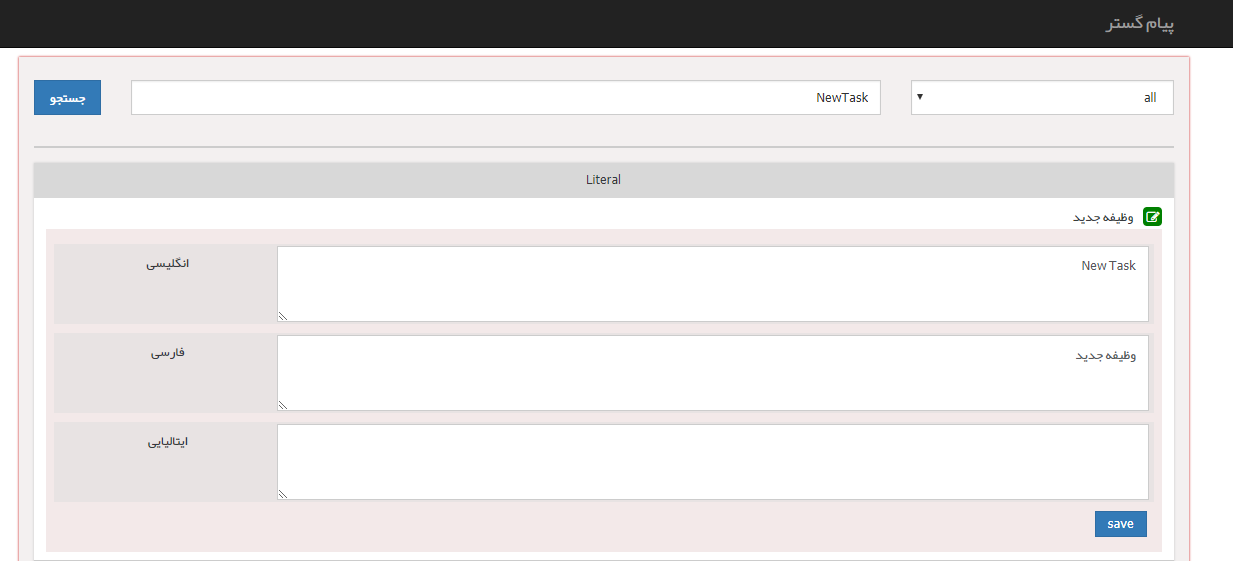 پیام گستر
all
NewTask
جستجو
Literal
وظیفه جدید
New Task
انگلیسی
وظیفه جدید
فارسی
ایتالیایی
save